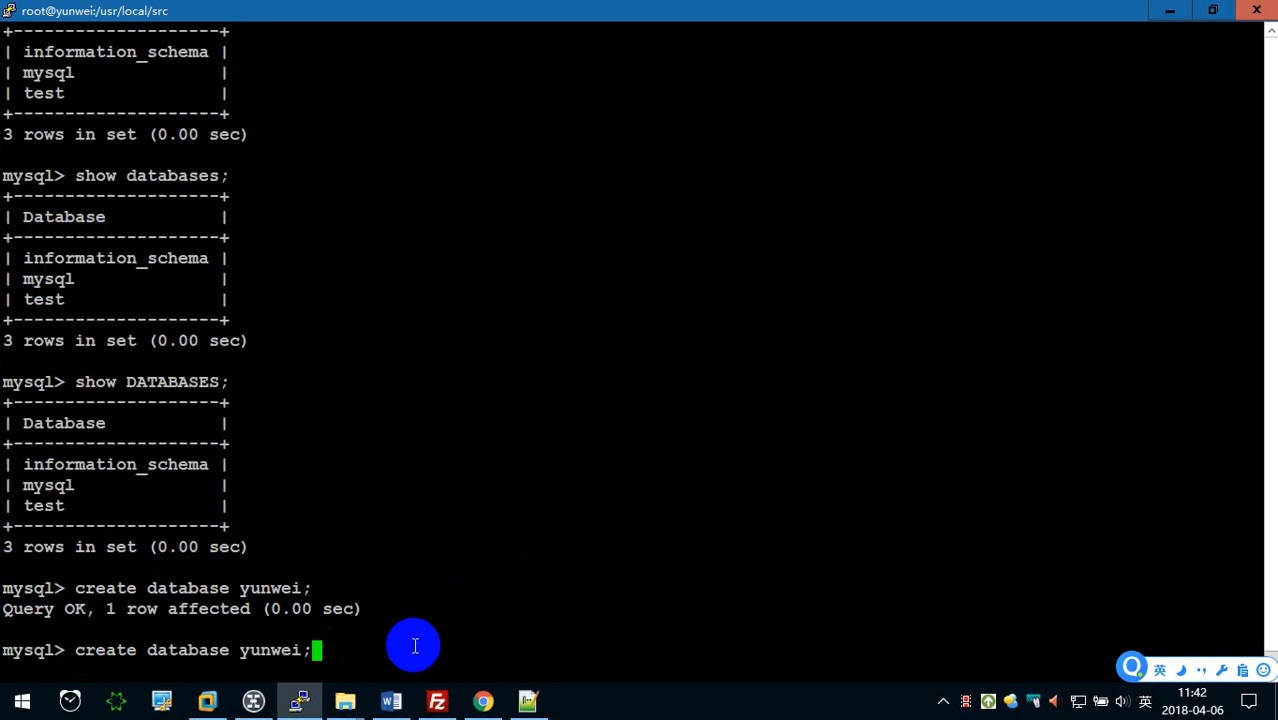 root@yunwei:/usr/local/src
+--------------------+
| information_schema |
| mysql              |
| test               |
+--------------------+
3 rows in set (0.00 sec)
mysql> show databases;
+--------------------+
| Database           |
+--------------------+
| information_schema |
| mysql              |
| test               |
+--------------------+
3 rows in set (0.00 sec)
mysql> show DATABASES;
+--------------------+
| Database           |
+--------------------+
| information_schema |
| mysql              |
| test               |
+--------------------+
3 rows in set (0.00 sec)
mysql> create database yunwei;
Query OK, 1 row affected (0.00 sec)
mysql> create database yunwei;
英
W
Fz
英
11:42
2018-04-06